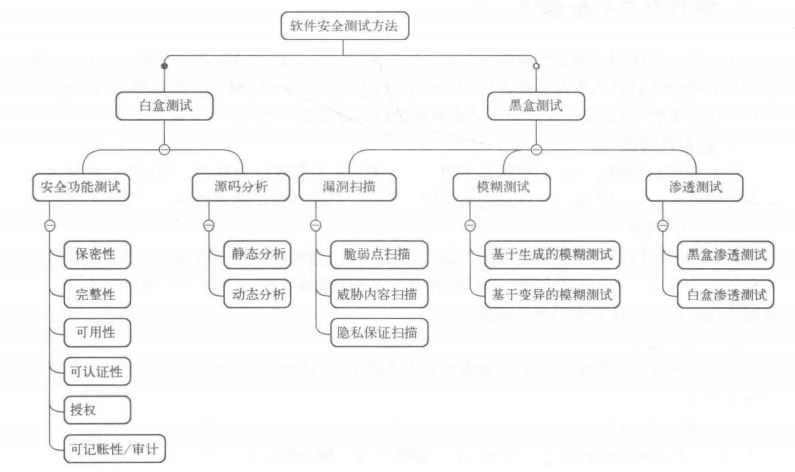 软件安全测试方法
白盒测试
黑盒测试
安全功能测试
源码分析
漏洞扫描
模糊测试
渗透测试
保密性
完整性
可用性
可认证性
授权
可记账性/审计
静态分析
动态分析
脆弱点扫描
威胁内容扫描
隐私保证扫描
基于生成的模糊测试
基于变异的模糊测试
黑盒渗透测试
白盒渗透测试